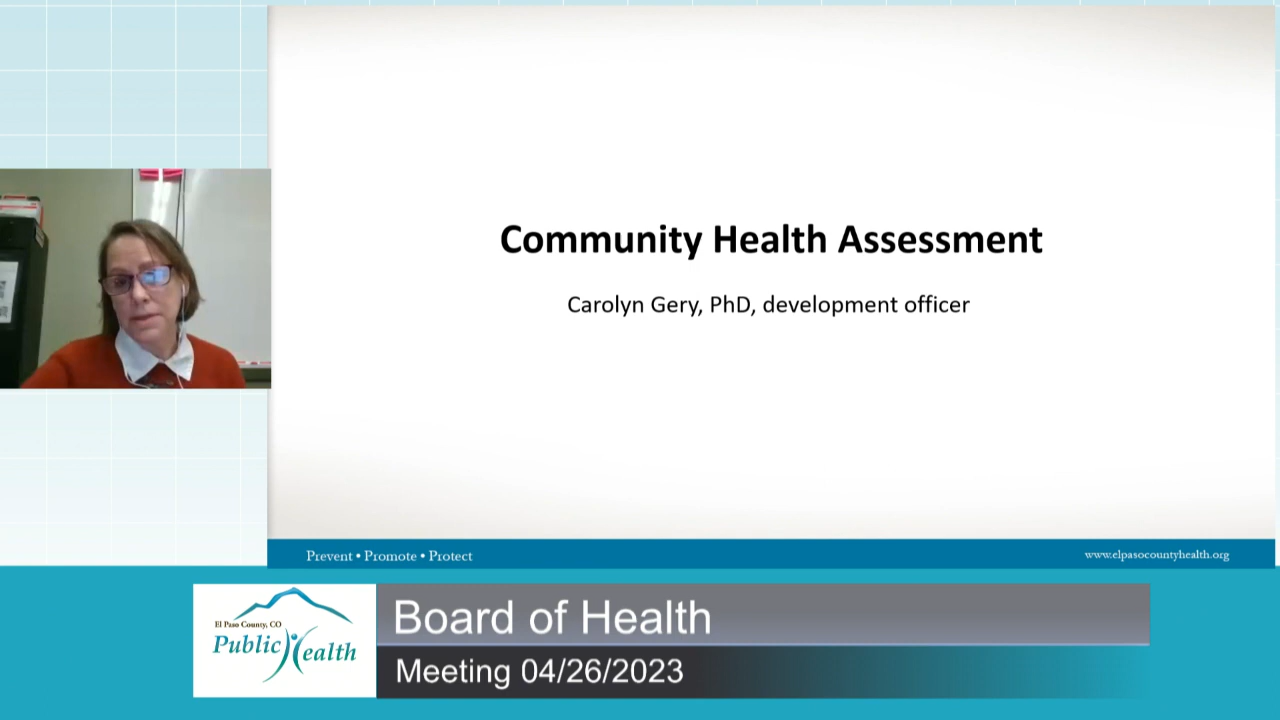 Community Health Assessment
Carolyn Gery, PhD, development officer
Prevent • Promote • Protect
www.elpasocountyhealth.org
El Paso County, CO
Public Health
Board of Health
Meeting 04/26/2023